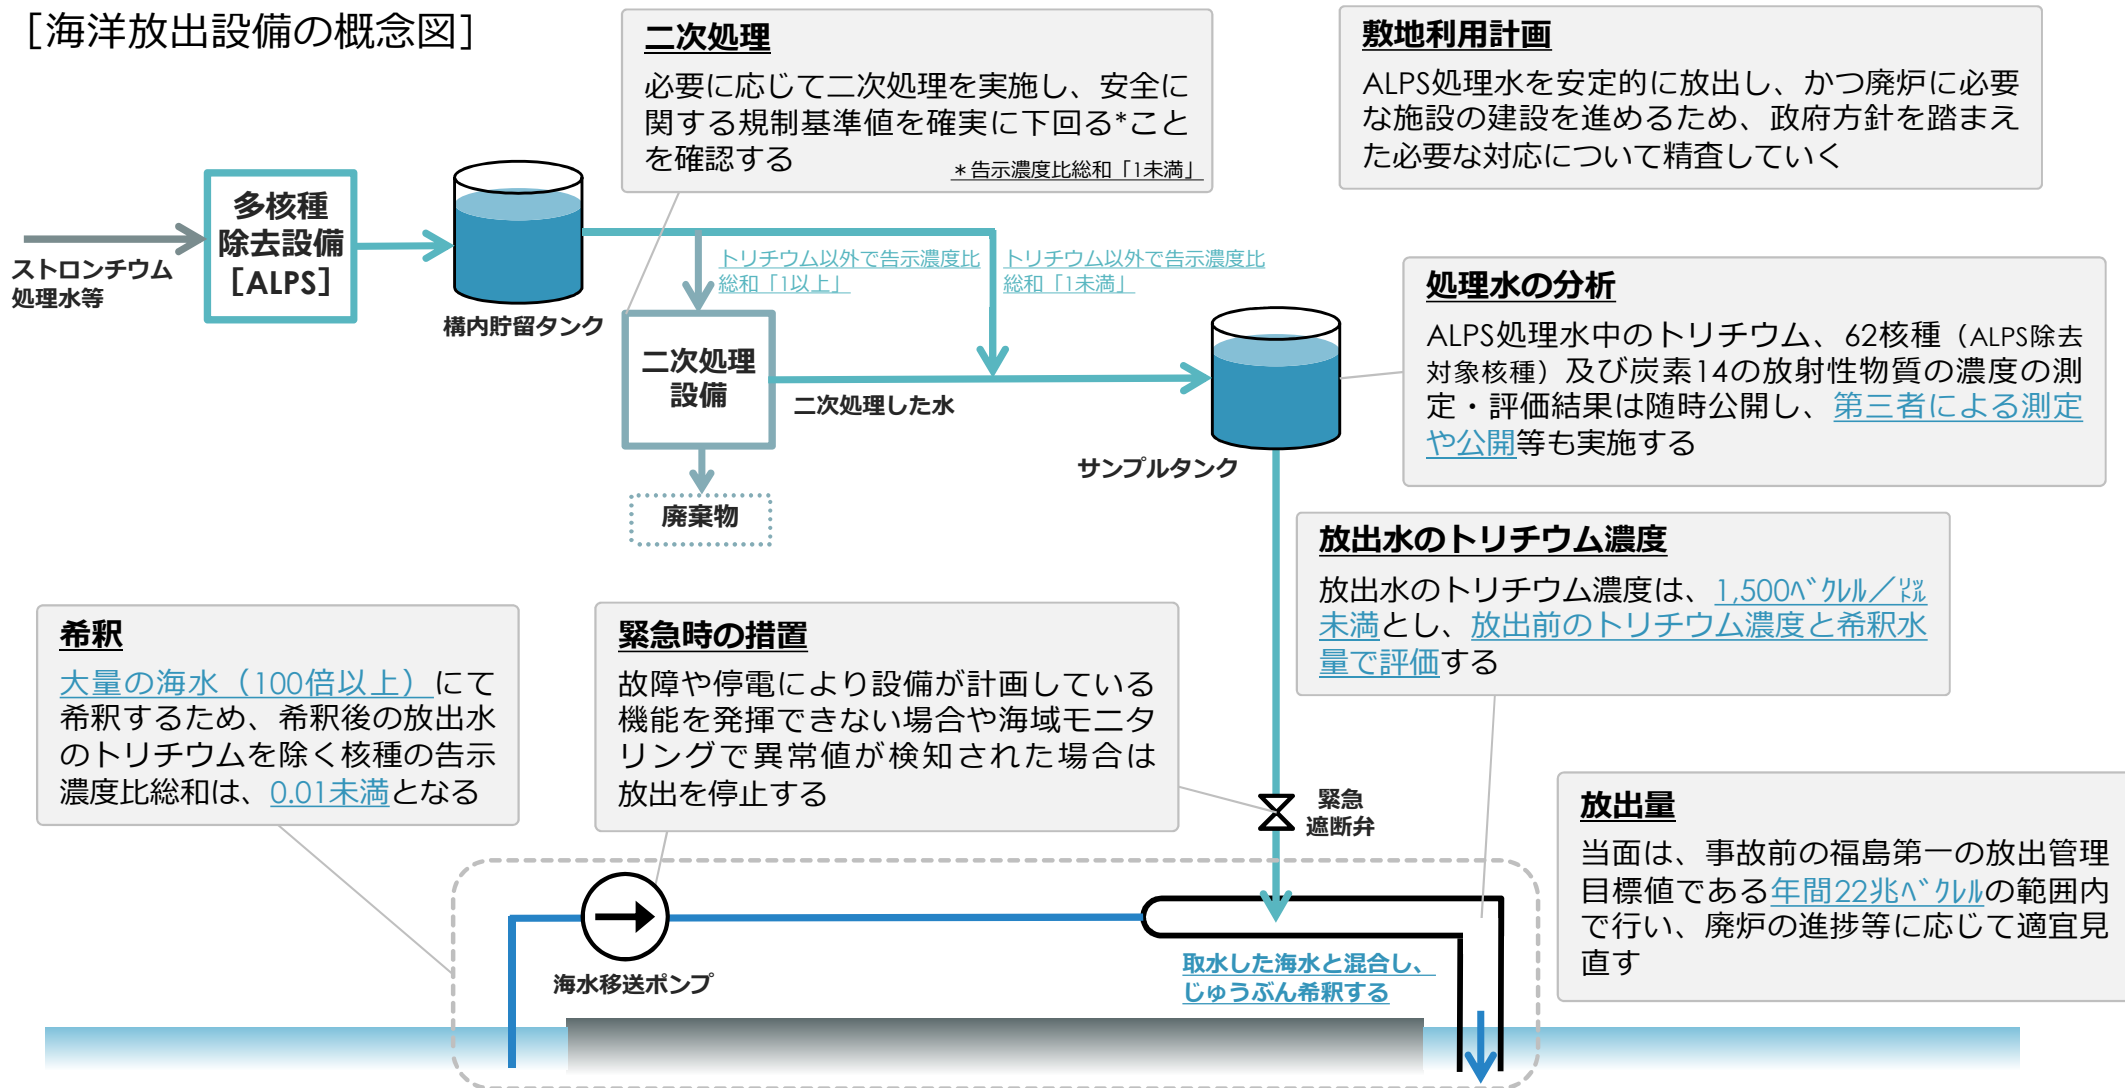 ［海洋放出設備の概念図］
二次処理
必要に応じて二次処理を実施し、安全に
関する規制基準値を確実に下回る*こと
を確認する
＊告示濃度比総和「1未満」
敷地利用計画
ALPS処理水を安定的に放出し、かつ廃炉に必要
な施設の建設を進めるため、政府方針を踏まえ
た必要な対応について精査していく
ストロンチウム
処理水等
多核種
除去設備
［ALPS］
構内貯留タンク
トリチウム以外で告示濃度比
総和「1以上」
トリチウム以外で告示濃度比
総和「1未満」
二次処理
設備
二次処理した水
廃棄物
サンプルタンク
処理水の分析
ALPS処理水中のトリチウム、62核種（ALPS除去
対象核種）及び炭素14の放射性物質の濃度の測
定・評価結果は随時公開し、第三者による測定
や公開等も実施する
放出水のトリチウム濃度
放出水のトリチウム濃度は、1,500ﾍﾞｸﾚﾙ／㍑
未満とし、放出前のトリチウム濃度と希釈水
量で評価する
希釈
大量の海水（100倍以上）にて
希釈するため、希釈後の放出水
のトリチウムを除く核種の告示
濃度比総和は、0.01未満となる
緊急時の措置
故障や停電により設備が計画している
機能を発揮できない場合や海域モニタ
リングで異常値が検知された場合は
放出を停止する
緊急
遮断弁
放出量
当面は、事故前の福島第一の放出管理
目標値である年間22兆ﾍﾞｸﾚﾙの範囲内
で行い、廃炉の進捗等に応じて適宜見
直す
海水移送ポンプ
取水した海水と混合し、
じゅうぶん希釈する